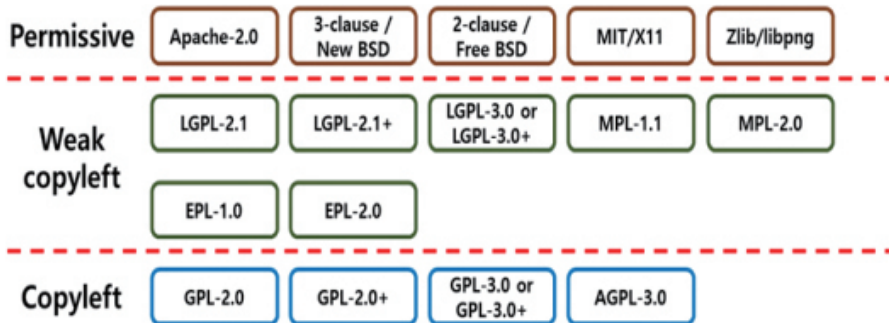 Permissive
Apache-2.0
3-clause /
New BSD
2-clause /
Free BSD
MIT/X11
Zlib/libpng
Weak
copyleft
LGPL-2.1
LGPL-2.1+
LGPL-3.0 or
LGPL-3.0+
MPL-1.1
MPL-2.0
EPL-1.0
EPL-2.0
Copyleft
GPL-2.0
GPL-2.0+
GPL-3.0 or
GPL-3.0+
AGPL-3.0